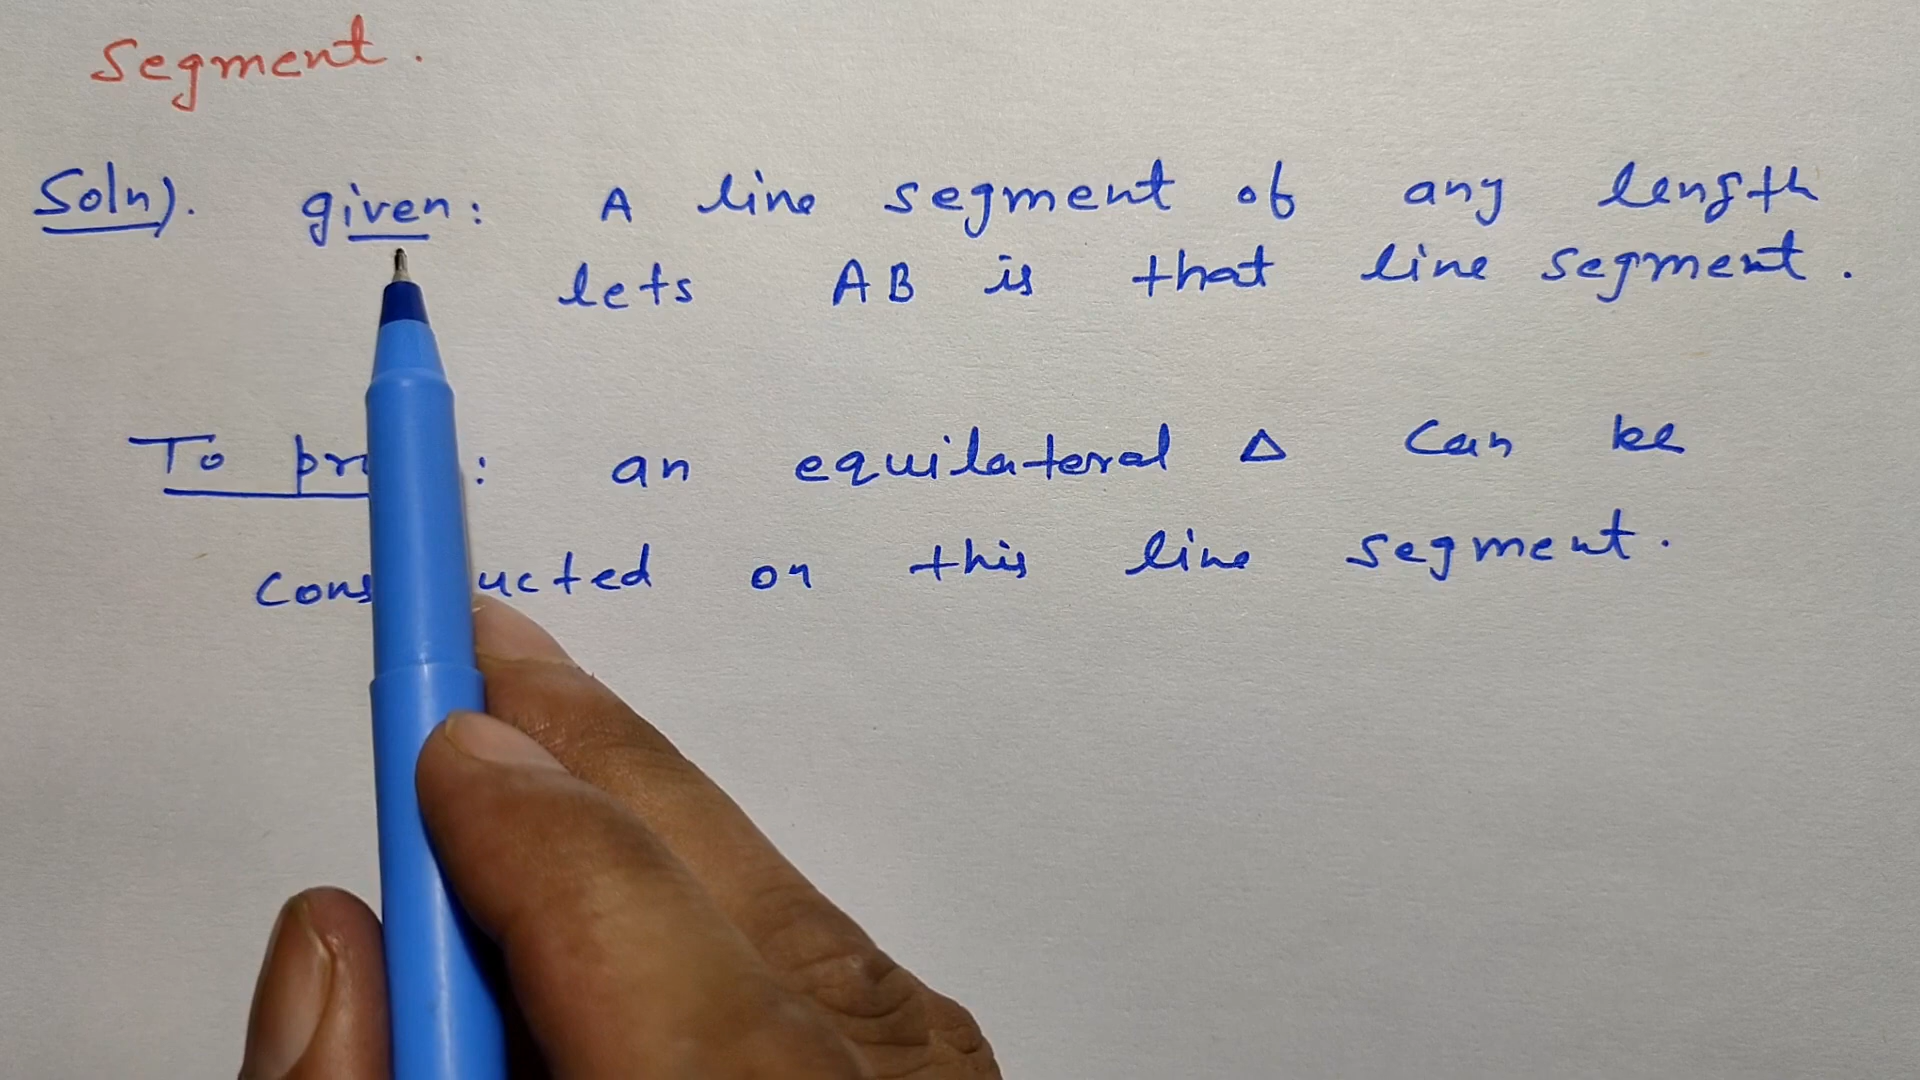 Segment.
Soln). given: A line segment of any length
lets AB is that line segment.
To : an equilateral Δ can be
on this line segment.